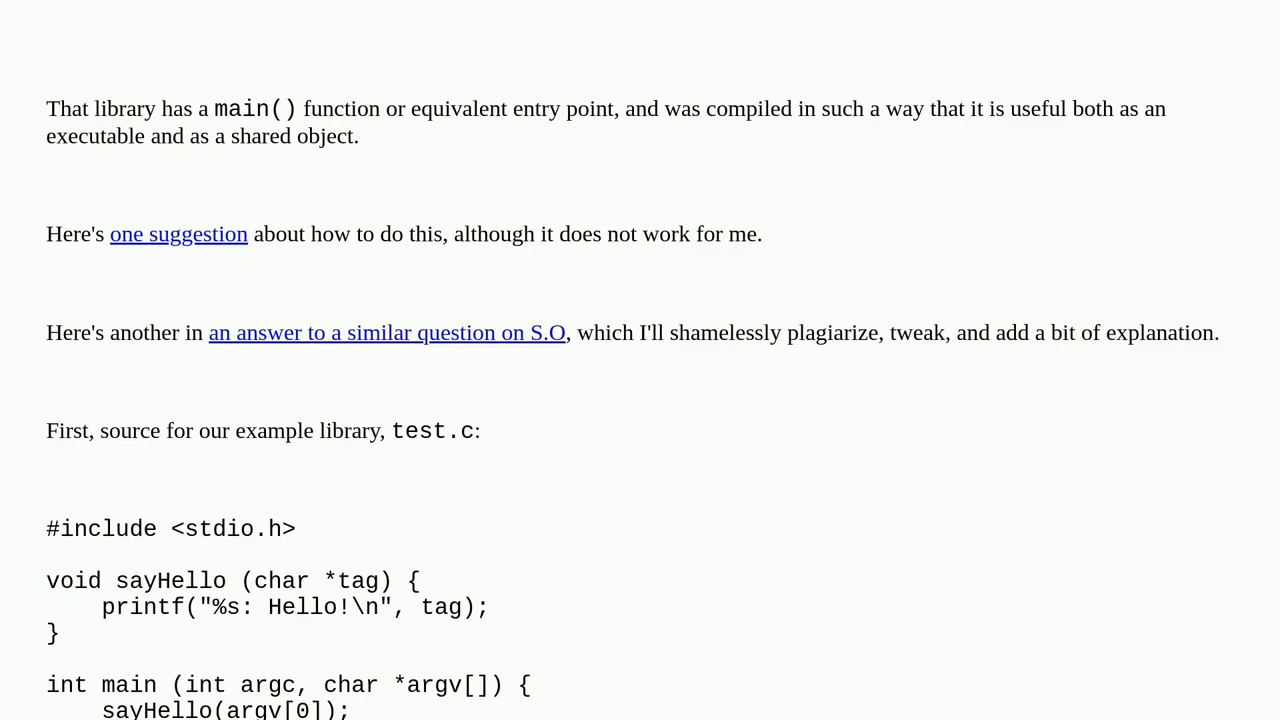 That library has a main() function or equivalent entry point, and was compiled in such a way that it is useful both as an
executable and as a shared object.
Here's one suggestion about how to do this, although it does not work for me.
Here's another in an answer to a similar question on S.O, which I'll shamelessly plagiarize, tweak, and add a bit of explanation.
First, source for our example library, test.c:
#include <stdio.h>
void sayHello (char *tag) {
    printf("%s: Hello!\n", tag);
}
int main (int argc, char *argv[]) {
    sayHello(argv[0]);